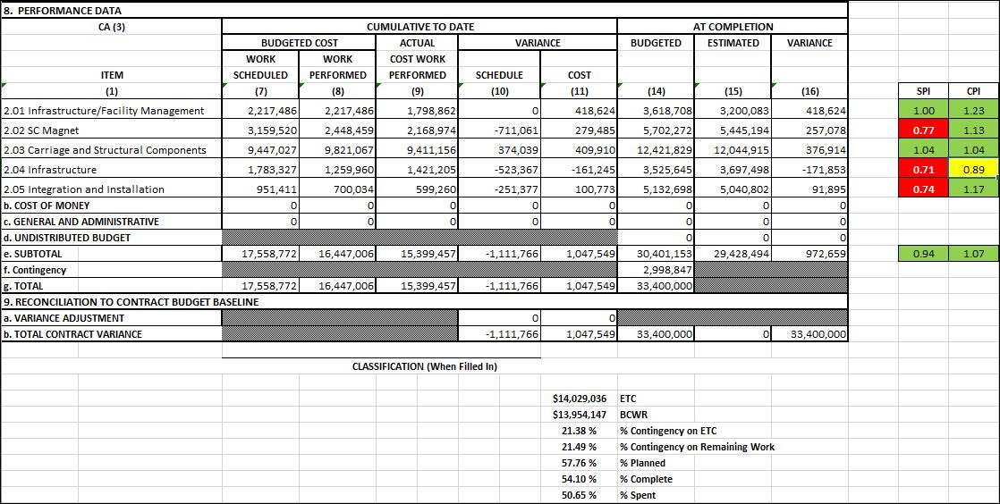 8. PERFORMANCE DATA
CA (3) CUMULATIVE TO DATE AT COMPLETION
BUDGETED COST ACTUAL VARIANCE BUDGETED ESTIMATED VARIANCE
WORK WORK COST WORK
ITEM SCHEDULED PERFORMED PERFORMED SCHEDULE COST
(1) (7) (8) (9) (10) (11) (14) (15) (16) SPI CPI
2.01 Infrastructure/Facility Management 2,217,486 2,217,486 1,798,862 0 418,624 3,618,708 3,200,083 418,624 1.00 1.23
2.02 SC Magnet 3,159,520 2,448,459 2,168,974 -711,061 279,485 5,702,272 5,445,194 257,078 0.77 1.13
2.03 Carriage and Structural Components 9,447,027 9,821,067 9,411,156 374,039 409,910 12,421,829 12,044,915 376,914 1.04 1.04
2.04 Infrastructure 1,783,327 1,259,960 1,421,205 -523,367 -161,245 3,525,645 3,697,498 -171,853 0.71 0.89
2.05 Integration and Installation 951,411 700,034 599,260 -251,377 100,773 5,132,698 5,040,802 91,895 0.74 1.17
b. COST OF MONEY 0 0 0 0 0 0 0 0
c. GENERAL AND ADMINISTRATIVE 0 0 0 0 0 0 0 0
d. UNDISTRIBUTED BUDGET 0 0 0
e. SUBTOTAL 17,558,772 16,447,006 15,399,457 -1,111,766 1,047,549 30,401,153 29,428,494 972,659 0.94 1.07
f. Contingency 2,998,847
g. TOTAL 17,558,772 16,447,006 15,399,457 -1,111,766 1,047,549 33,400,000
9. RECONCILIATION TO CONTRACT BUDGET BASELINE
a. VARIANCE ADJUSTMENT 0 0
b. TOTAL CONTRACT VARIANCE -1,111,766 1,047,549 33,400,000 0 33,400,000
CLASSIFICATION (When Filled In)
$14,029,036 ETC
$13,954,147 BCWR
21.38 % % Contingency on ETC
21.49 % % Contingency on Remaining Work
57.76 % % Planned
54.10 % % Complete
50.65 % % Spent